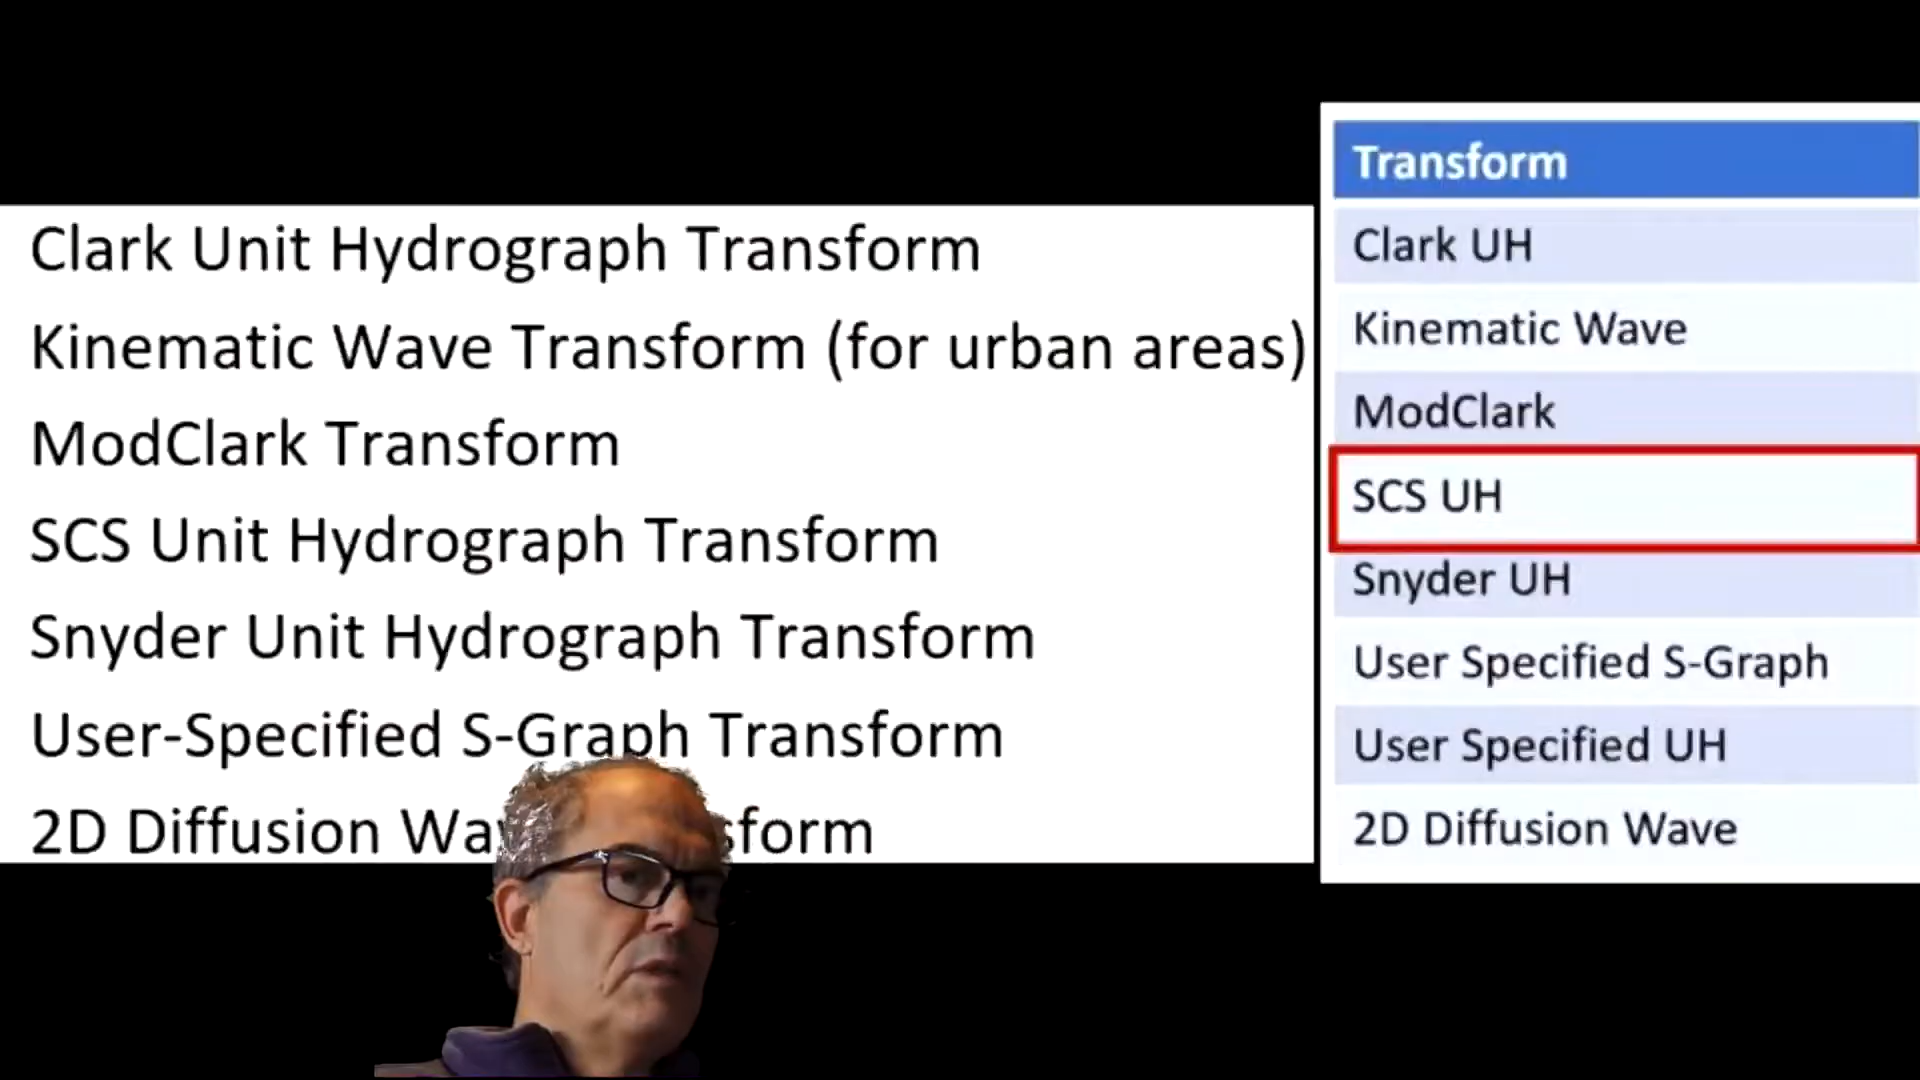 Clark Unit Hydrograph Transform
Kinematic Wave Transform (for urban areas)
ModClark Transform
SCS Unit Hydrograph Transform
Snyder Unit Hydrograph Transform
User-Specified S-Graph Transform
2D Diffusion
Transform
Clark UH
Kinematic Wave
ModClark
SCS UH
Snyder UH
User Specified S-Graph
User Specified UH
2D Diffusion Wave